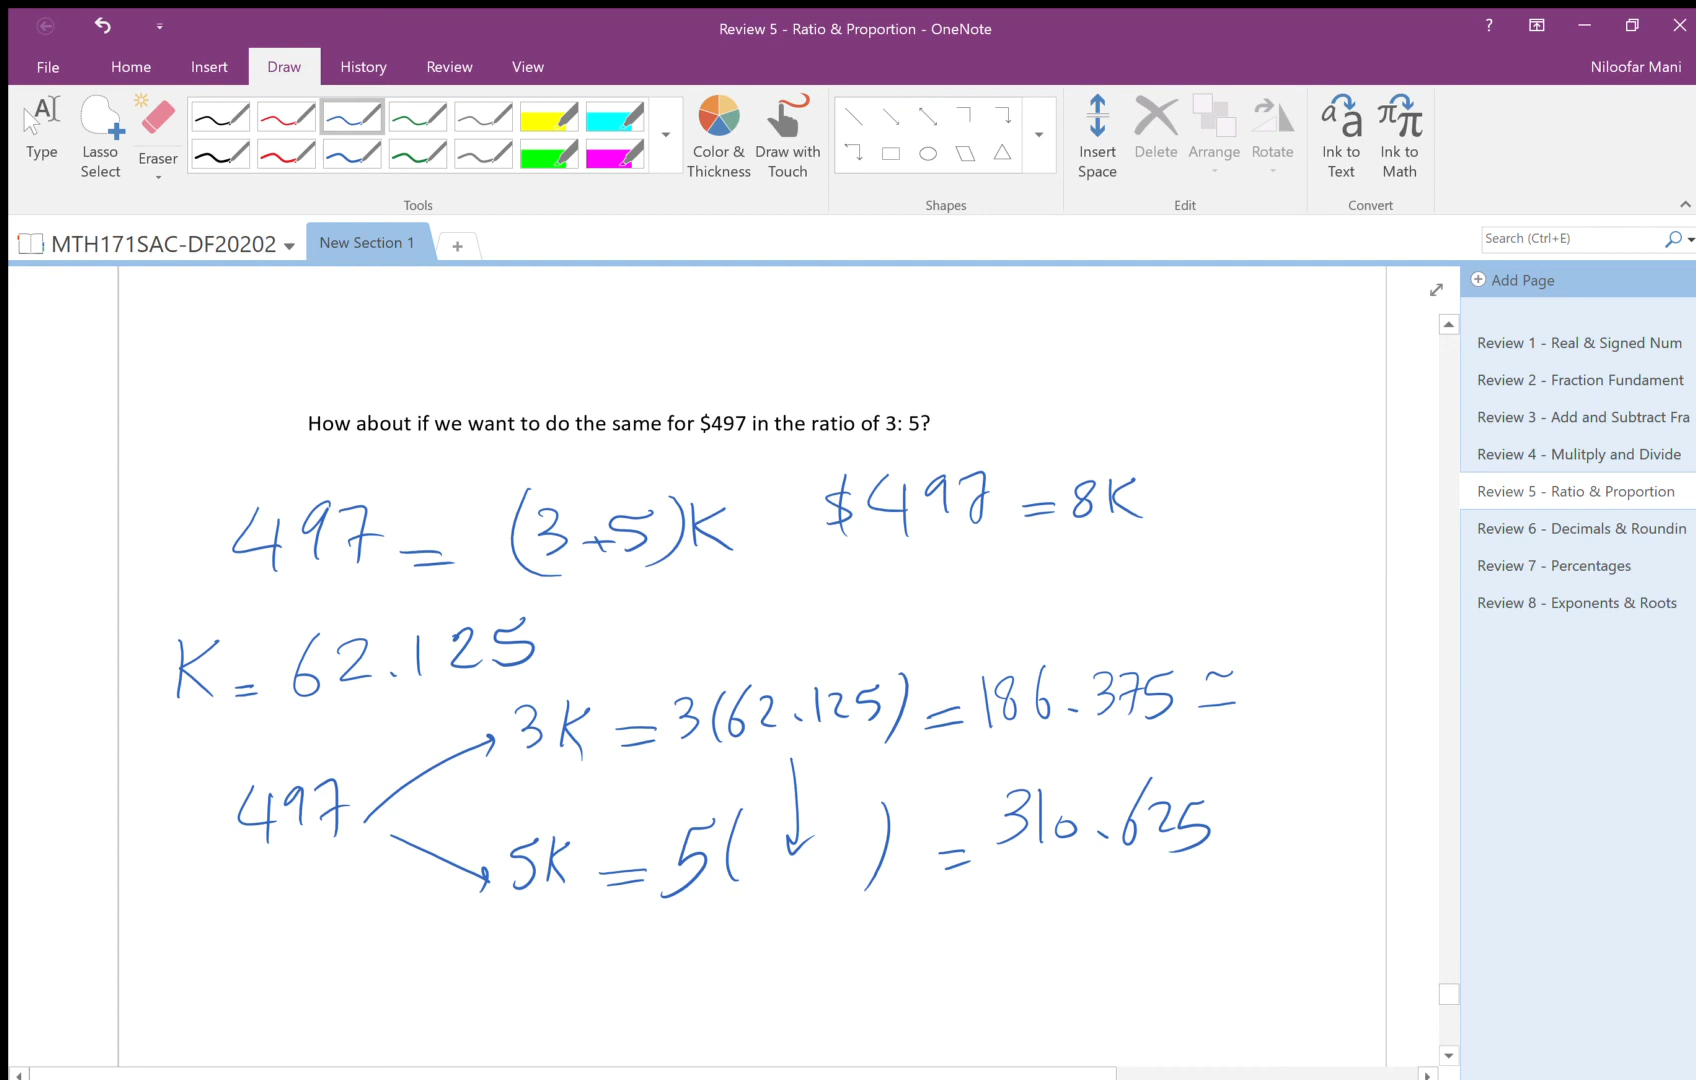 Review 5 - Ratio & Proportion - OneNote
?
File Home Insert Draw History Review View
Niloofar Mani
Type
Lasso Select
Eraser
Color & Thickness
Draw with Touch
Insert Space
Delete
Arrange
Rotate
Ink to Text
Ink to Math
Tools
Shapes
Edit
Convert
MTH171SAC-DF20202
New Section 1
+
Search (Ctrl+E)
Add Page
Review 1 - Real & Signed Num
Review 2 - Fraction Fundament
Review 3 - Add and Subtract Fra
Review 4 - Mulitply and Divide
Review 5 - Ratio & Proportion
Review 6 - Decimals & Roundin
Review 7 - Percentages
Review 8 - Exponents & Roots
How about if we want to do the same for $497 in the ratio of 3: 5?
497 = (3+5)K
$497 = 8K
K = 62.125
3K = 3(62.125) = 186.375 ≅
497
5K = 5( ↓ ) = 310.625